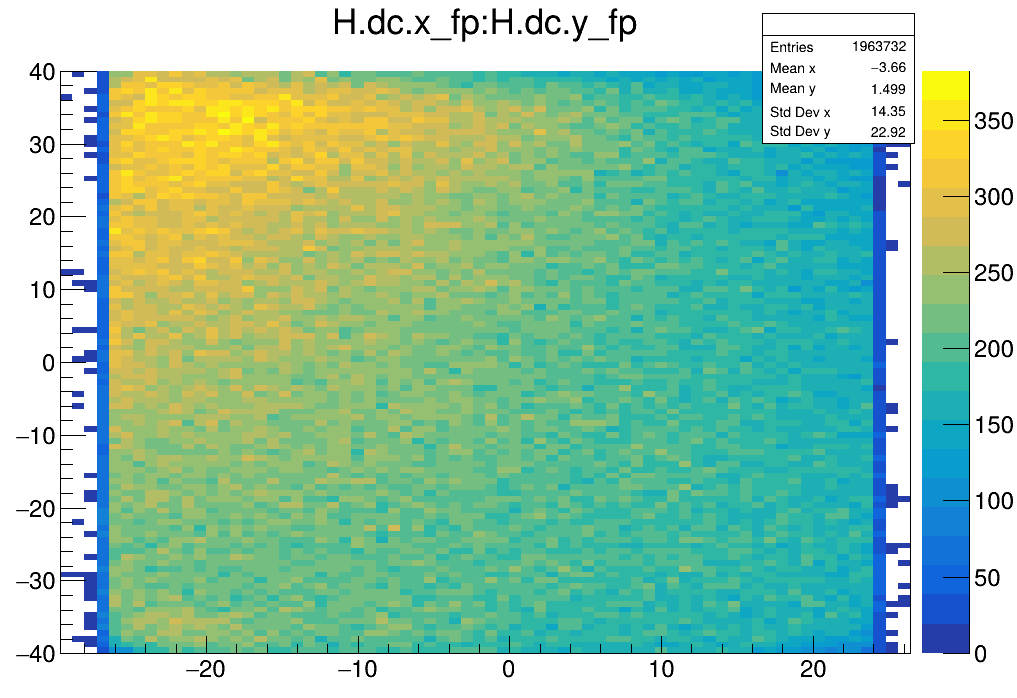 H.dc.x_fp:H.dc.y_fp
Entries 1963732
Mean x −3.66
Mean y 1.499
Std Dev x 14.35
Std Dev y 22.92
40
30
20
10
0
−10
−20
−30
−40
−20 −10 0 10 20
350
300
250
200
150
100
50
0